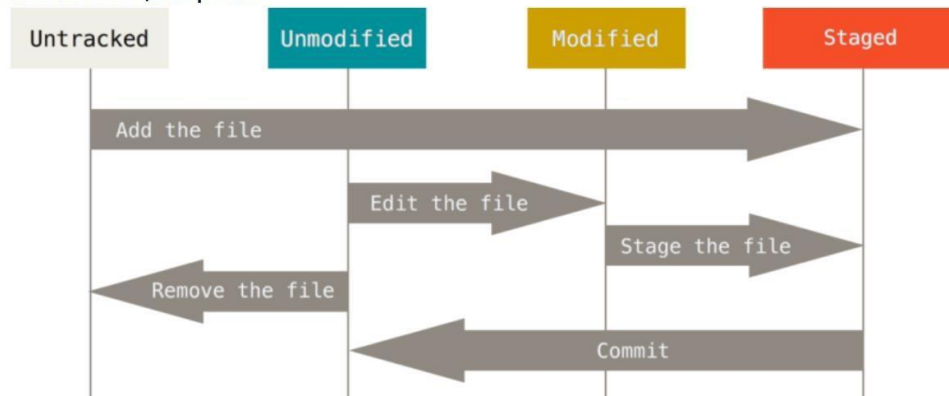 Untracked
Unmodified
Modified
Staged
Add the file
Edit the file
Stage the file
Remove the file
Commit